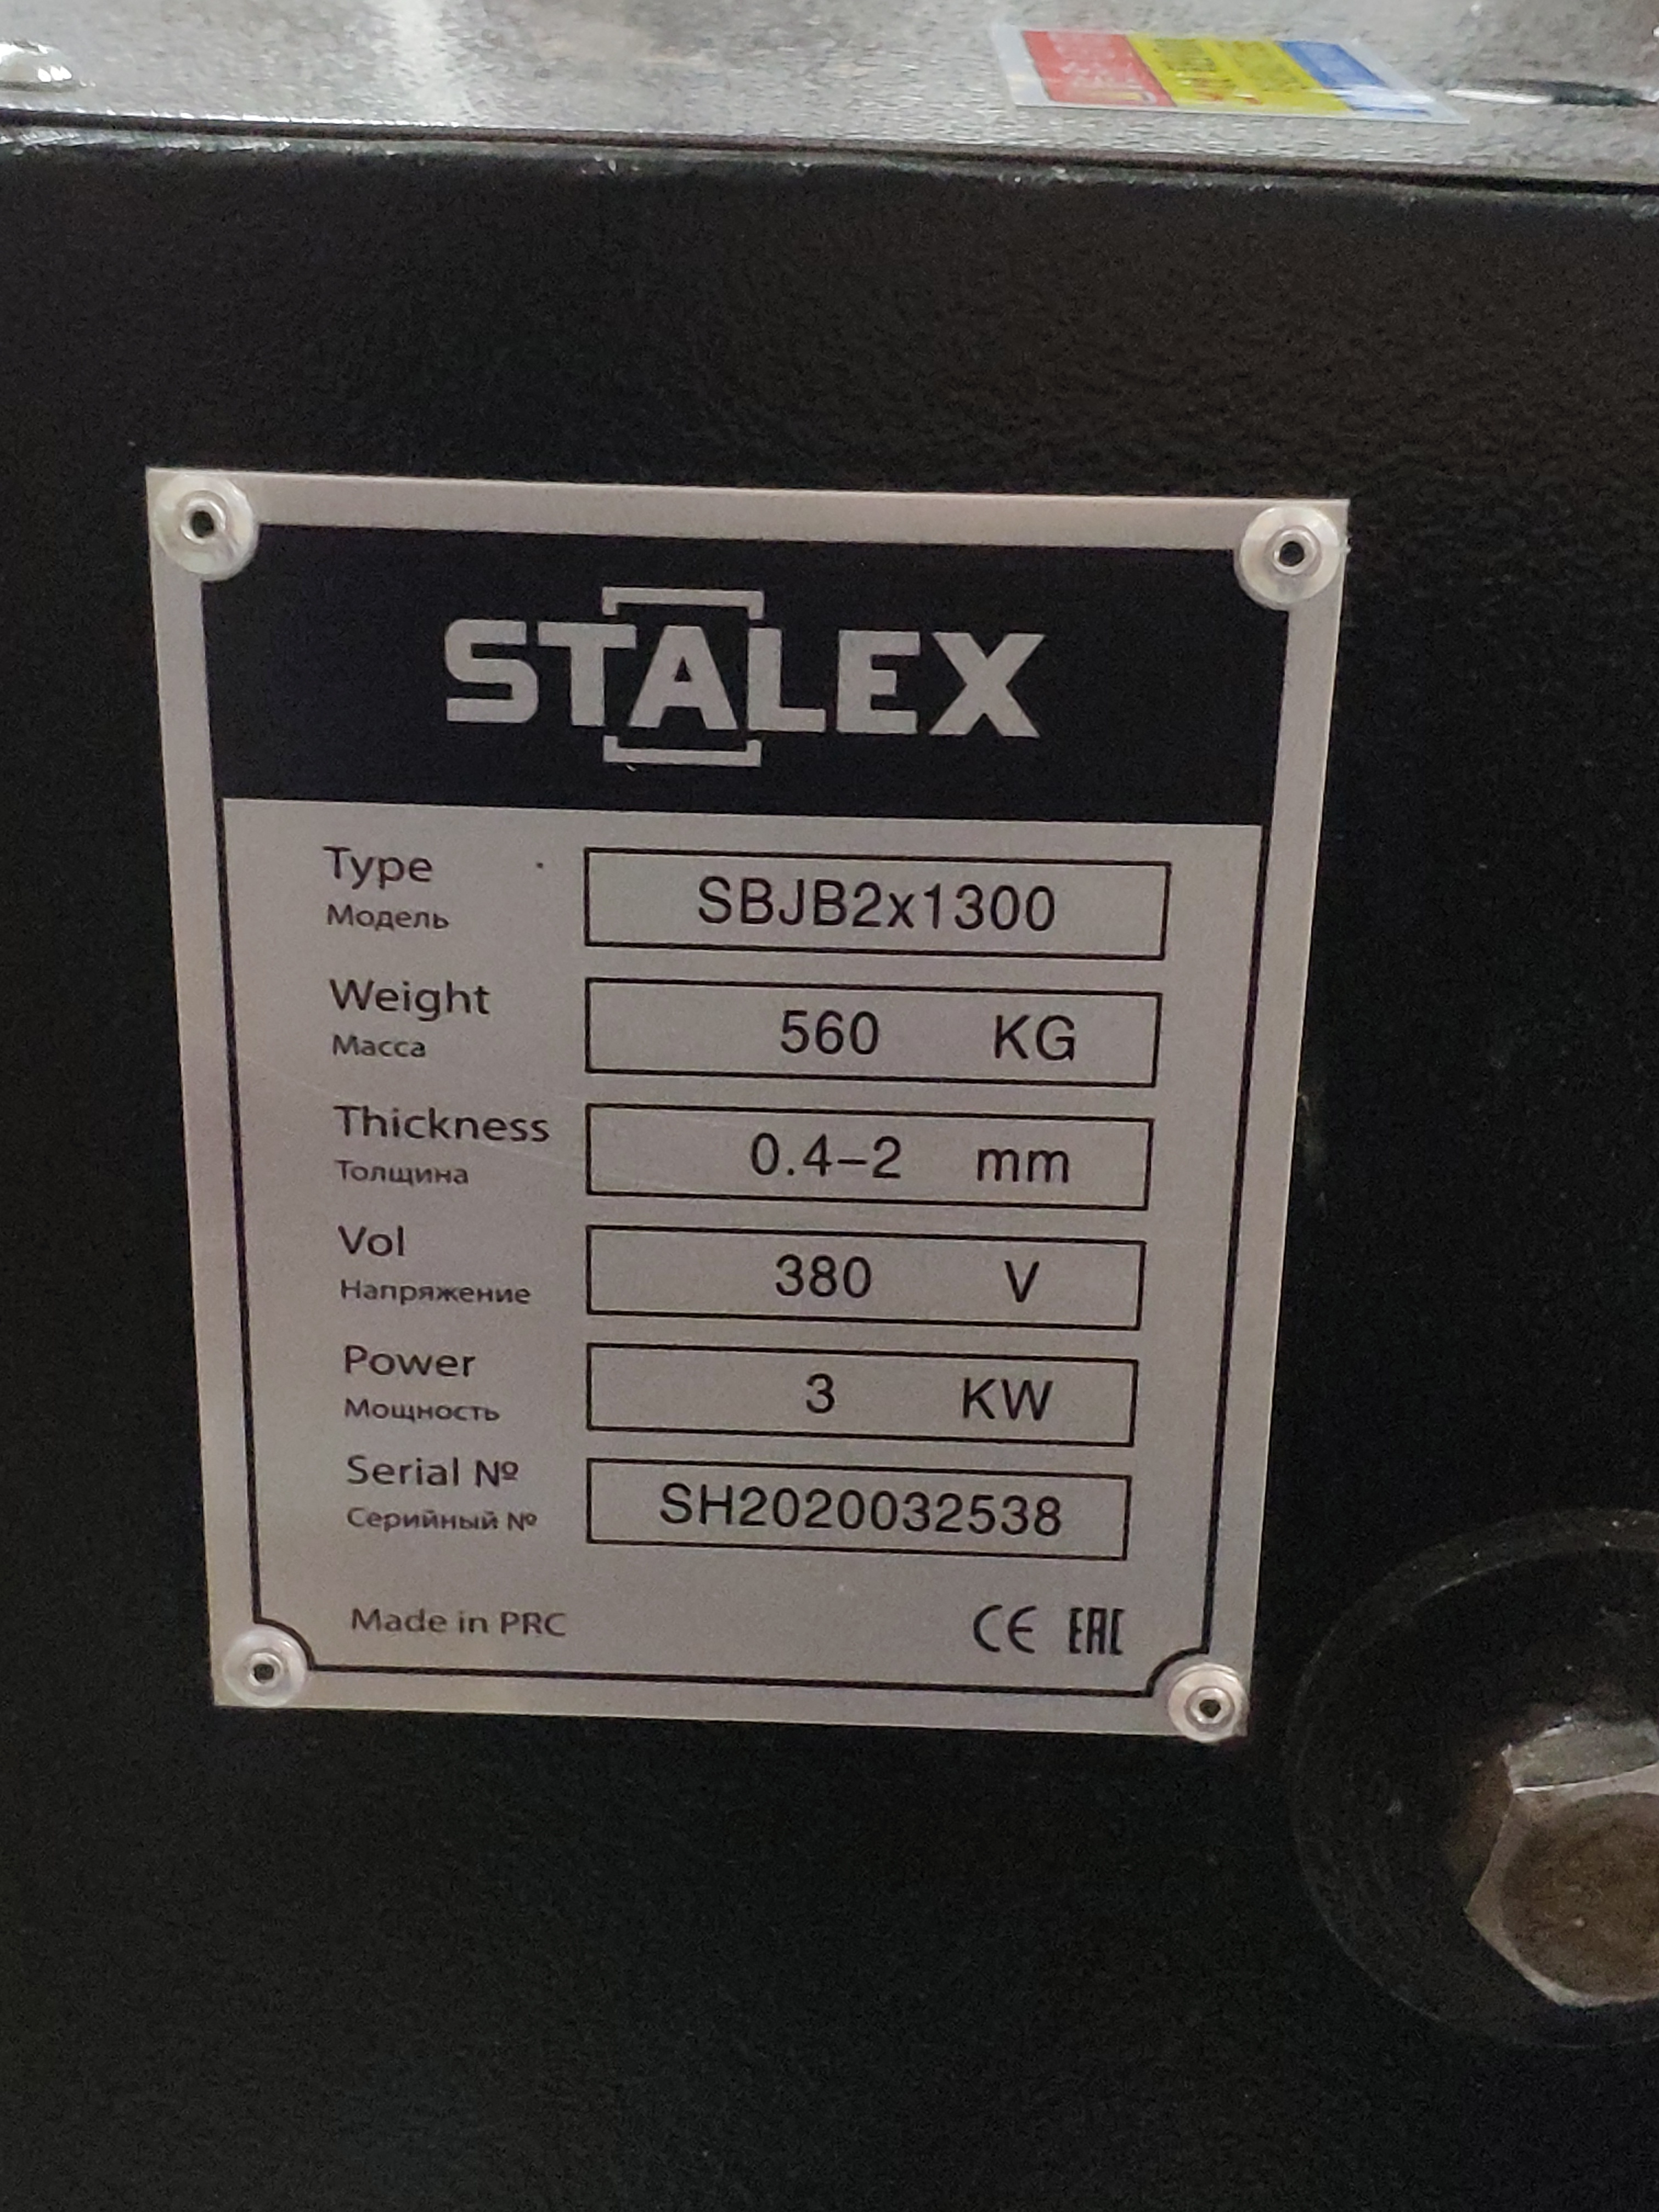 STALEX
Type
Модель
SBJB2x1300
Weight
Масса
560 KG
Thickness
Толщина
0.4–2 mm
Vol
Напряжение
380 V
Power
Мощность
3 KW
Serial №
Серийный №
SH2020032538
Made in PRC CE EAC